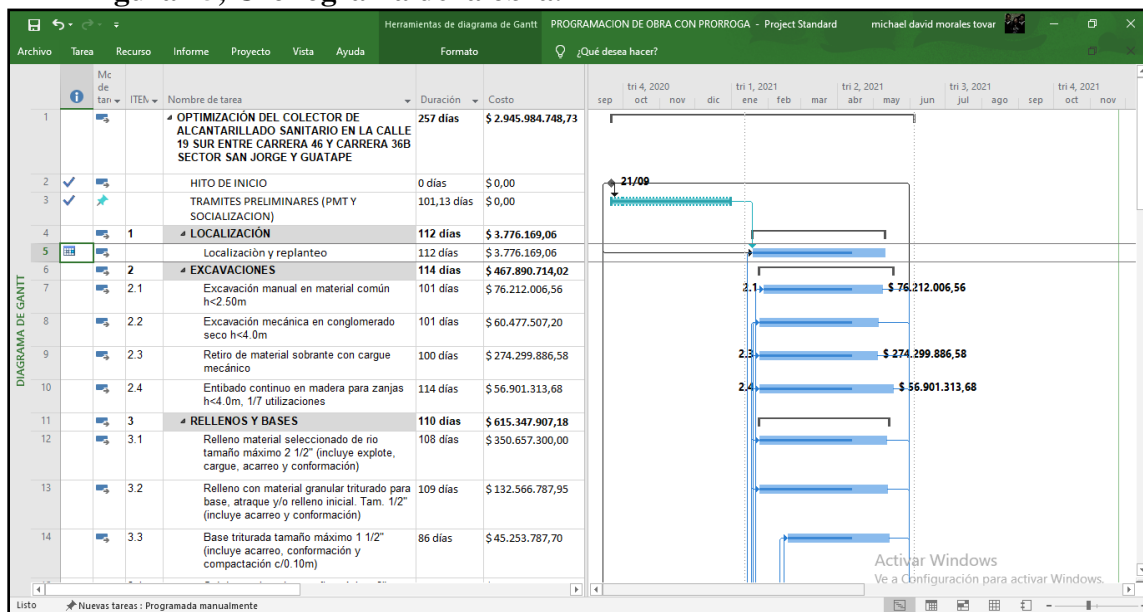 Herramientas de diagrama de Gantt PROGRAMACION DE OBRA CON PRORROGA - Project Standard michael david morales tovar
Archivo Tarea Recurso Informe Proyecto Vista Ayuda Formato ¿Qué desea hacer?
Mc
de
tare ITEM Nombre de tarea Duración Costo
tri 4, 2020 tri 1, 2021 tri 2, 2021 tri 3, 2021 tri 4, 2021
sep oct nov dic ene feb mar abr may jun jul ago sep oct nov
1 OPTIMIZACIÓN DEL COLECTOR DE 257 días $ 2.945.984.748,73
ALCANTARILLADO SANITARIO EN LA CALLE
19 SUR ENTRE CARRERA 46 Y CARRERA 36B
SECTOR SAN JORGE Y GUATAPE
2 HITO DE INICIO 0 días $ 0,00 21/09
3 TRAMITES PRELIMINARES (PMT Y 101,13 días $ 0,00
SOCIALIZACION)
4 1 LOCALIZACIÓN 112 días $ 3.776.169,06
5 Localizaciòn y replanteo 112 días $ 3.776.169,06
6 2 EXCAVACIONES 114 días $ 467.890.714,02
7 2.1 Excavación manual en material común 101 días $ 76.212.006,56 2.1 $ 76.212.006,56
h<2.50m
8 2.2 Excavación mecánica en conglomerado 101 días $ 60.477.507,20
seco h<4.0m
9 2.3 Retiro de material sobrante con cargue 100 días $ 274.299.886,58 2.3 $ 274.299.886,58
mecánico
10 2.4 Entibado continuo en madera para zanjas 114 días $ 56.901.313,68 2.4 $ 56.901.313,68
h<4.0m, 1/7 utilizaciones
11 3 RELLENOS Y BASES 110 días $ 615.347.907,18
12 3.1 Relleno material seleccionado de rio 108 días $ 350.657.300,00
tamaño máximo 2 1/2" (incluye explote,
cargue, acarreo y conformación)
13 3.2 Relleno con material granular triturado para 109 días $ 132.566.787,95
base, atraque y/o relleno inicial. Tam. 1/2"
(incluye acarreo y conformación)
14 3.3 Base triturada tamaño máximo 1 1/2" 86 días $ 45.253.787,70
(incluye acarreo, conformación y
compactación c/0.10m)
DIAGRAMA DE GANTT
Activar Windows
Ve a Configuración para activar Windows.
Listo Nuevas tareas : Programada manualmente